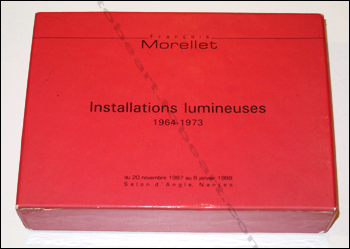 François
Morellet
Installations lumineuses
1964-1973
du 20 novembre 1987 au 9 janvier 1988
Salon d'Angle, Nantes